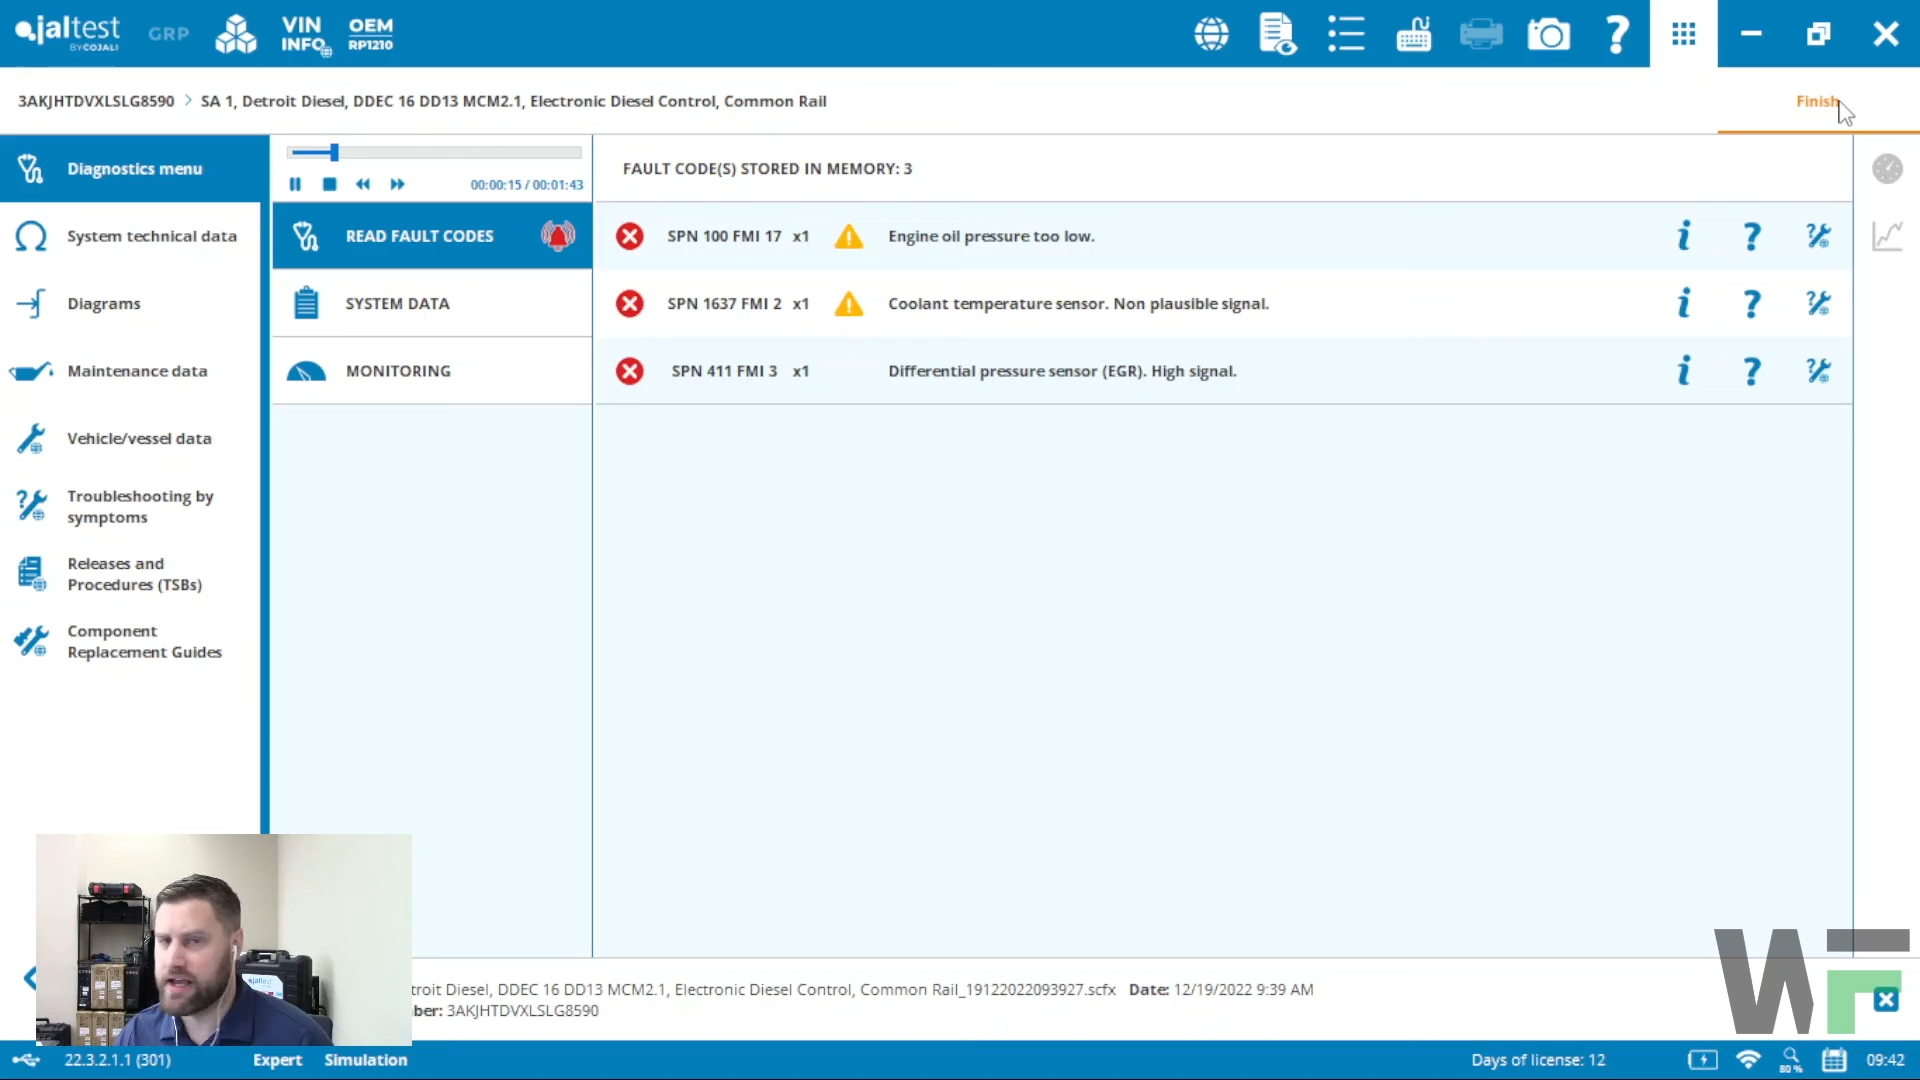 jaltest
BY COJALI
GRP
VIN
INFO
OEM
RP1210
3AKJHTDVXLSLG8590 > SA 1, Detroit Diesel, DDEC 16 DD13 MCM2.1, Electronic Diesel Control, Common Rail
Finish
Diagnostics menu
System technical data
Diagrams
Maintenance data
Vehicle/vessel data
Troubleshooting by
symptoms
Releases and
Procedures (TSBs)
Component
Replacement Guides
00:00:15 / 00:01:43
READ FAULT CODES
SYSTEM DATA
MONITORING
FAULT CODE(S) STORED IN MEMORY: 3
SPN 100 FMI 17 x1 Engine oil pressure too low.
SPN 1637 FMI 2 x1 Coolant temperature sensor. Non plausible signal.
SPN 411 FMI 3 x1 Differential pressure sensor (EGR). High signal.
jaltest
troit Diesel, DDEC 16 DD13 MCM2.1, Electronic Diesel Control, Common Rail_19122022093927.scfx Date: 12/19/2022 9:39 AM
ber: 3AKJHTDVXLSLG8590
WF
22.3.2.1.1 (301)
Expert
Simulation
Days of license: 12
80 %
09:42